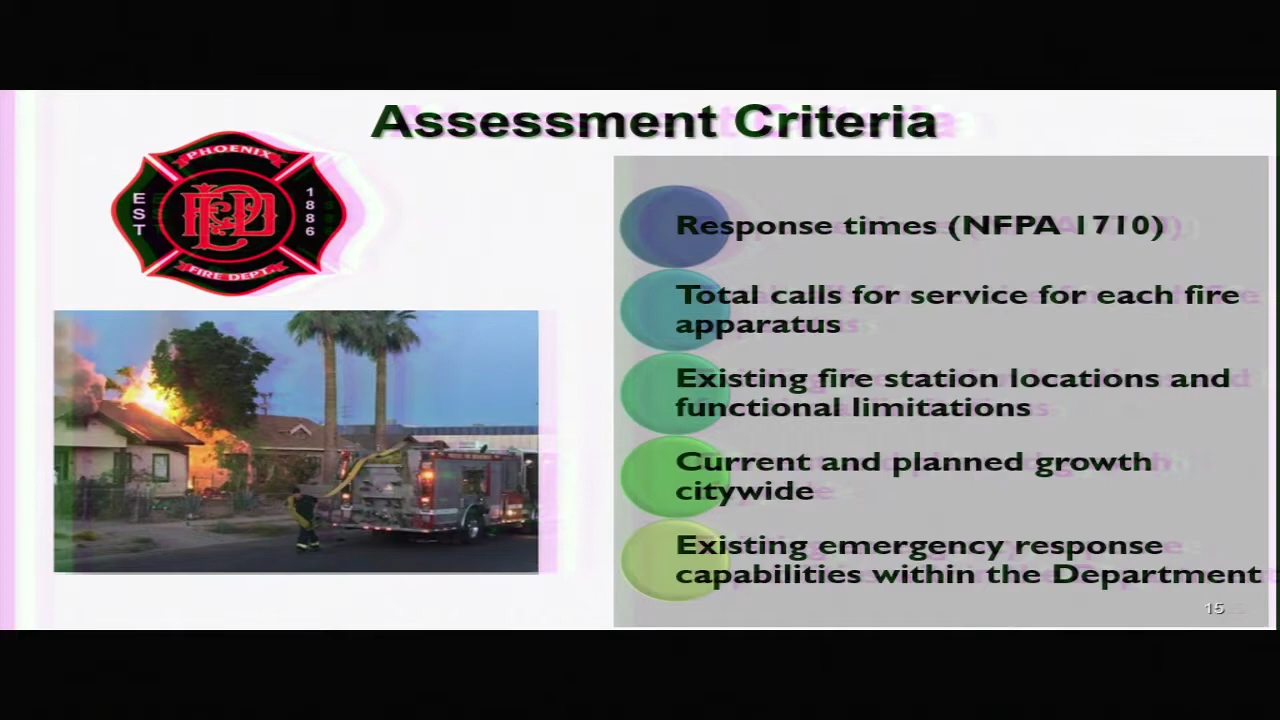 Assessment Criteria
PHOENIX
EST
1886
PFD
FIRE DEPT.
Response times (NFPA 1710)
Total calls for service for each fire
apparatus
Existing fire station locations and
functional limitations
Current and planned growth
citywide
Existing emergency response
capabilities within the Department
15